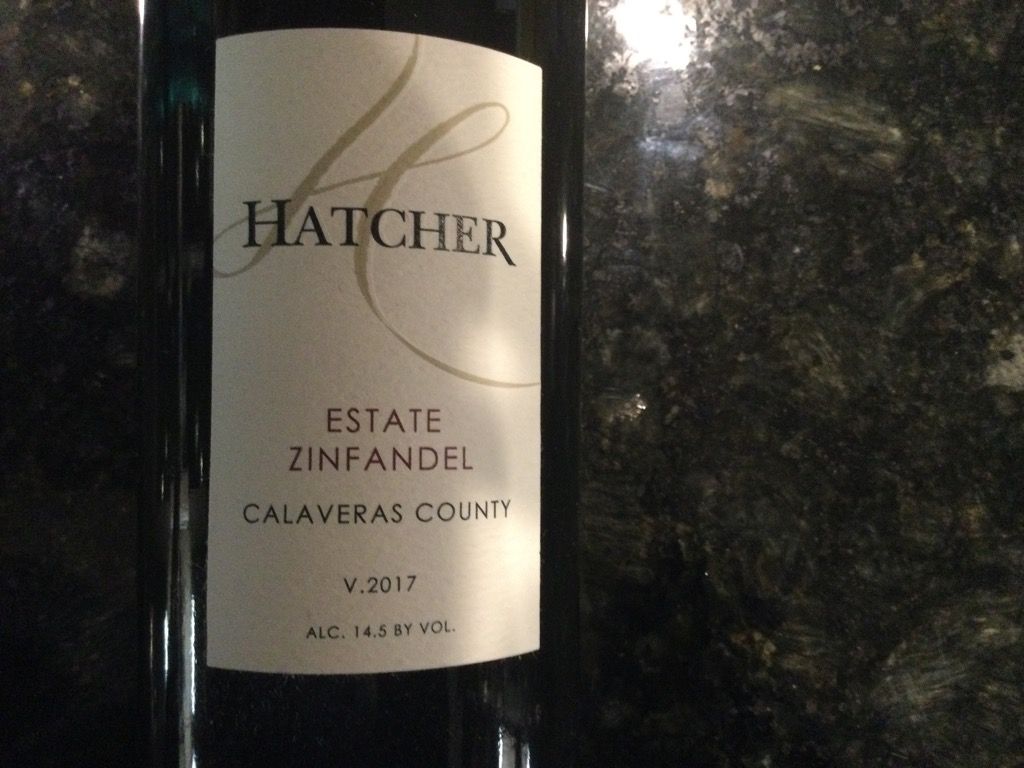 HATCHER
ESTATE
ZINFANDEL
CALAVERAS COUNTY
V.2017
ALC. 14.5 BY VOL.